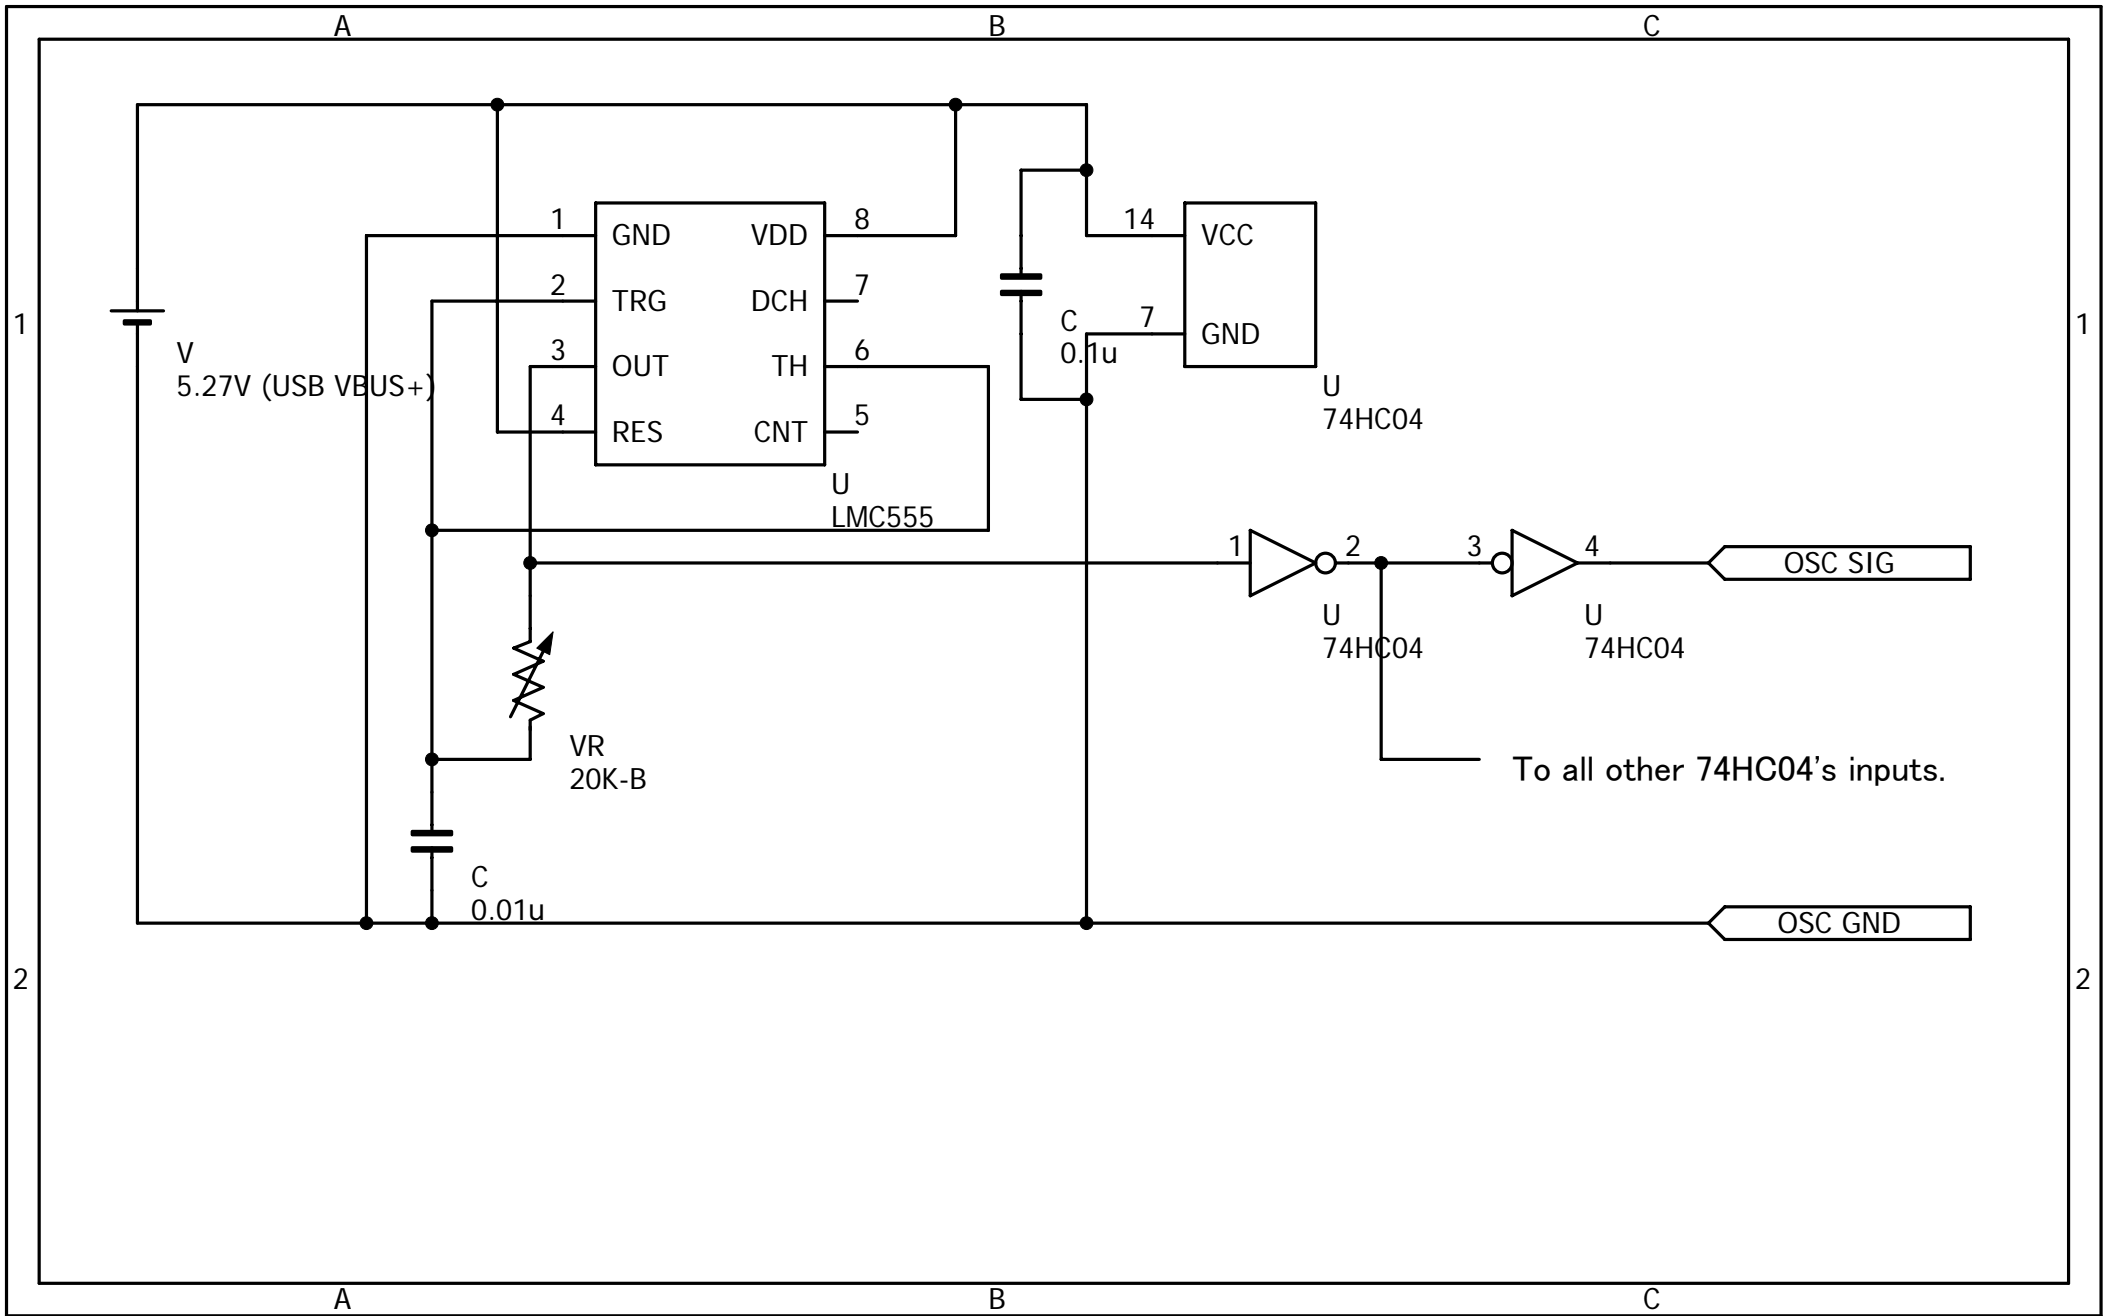 A B C
1 1
V
5.27V (USB VBUS+)
1 GND VDD 8
2 TRG DCH 7
3 OUT TH 6
4 RES CNT 5
U
LMC555
C
0.1u
14 VCC
7 GND
U
74HC04
1 2 3 4
OSC SIG
U
74HC04
U
74HC04
VR
20K-B
To all other 74HC04's inputs.
C
0.01u
OSC GND
2 2
A B C